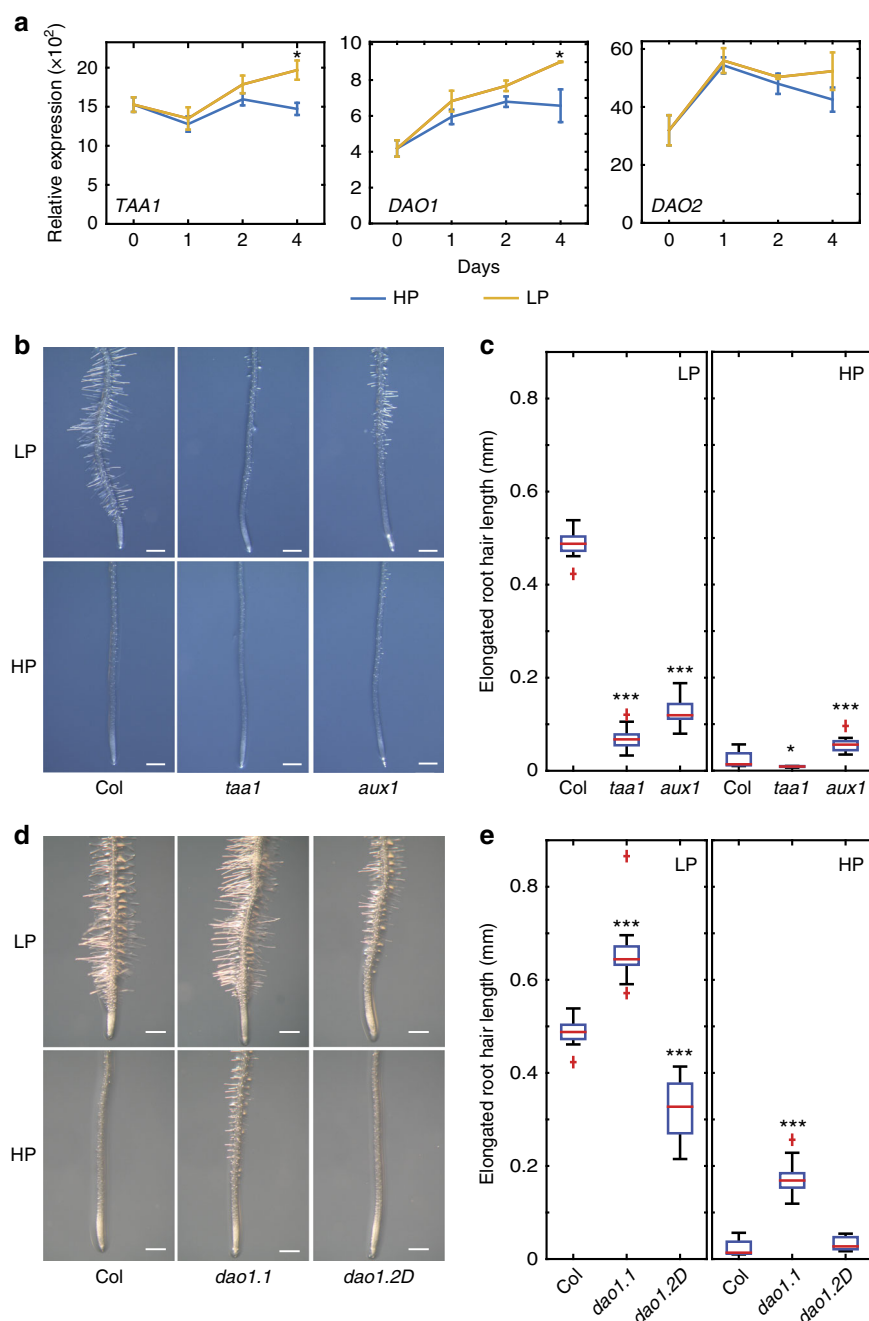 a
Relative expression (×10²)
20
15
10
5
0
TAA1
*
0 1 2 4
10
8
6
4
2
0
DAO1
*
0 1 2 4
60
40
20
0
DAO2
0 1 2 4
Days
HP LP
b
LP
HP
Col taa1 aux1
c
Elongated root hair length (mm)
0.8
0.6
0.4
0.2
0
LP
*** ***
Col taa1 aux1
HP
* ***
Col taa1 aux1
d
LP
HP
Col dao1.1 dao1.2D
e
Elongated root hair length (mm)
0.8
0.6
0.4
0.2
0
LP
***
***
Col dao1.1 dao1.2D
HP
***
Col dao1.1 dao1.2D